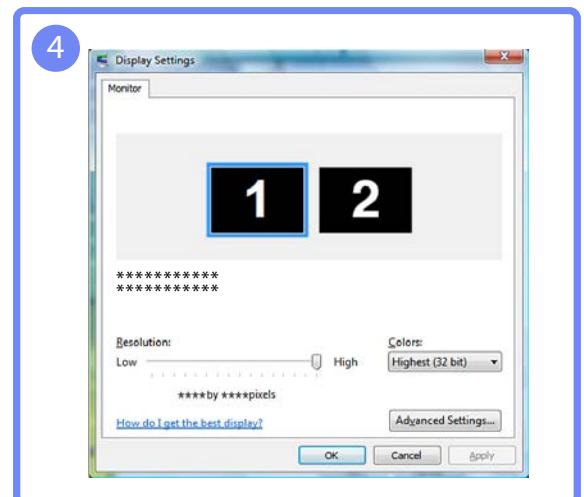 4
Display Settings
Monitor
1 2
***********
***********
Resolution:
Low High
****by ****pixels
Colors:
Highest (32 bit)
How do I get the best display?
Advanced Settings...
OK Cancel Apply